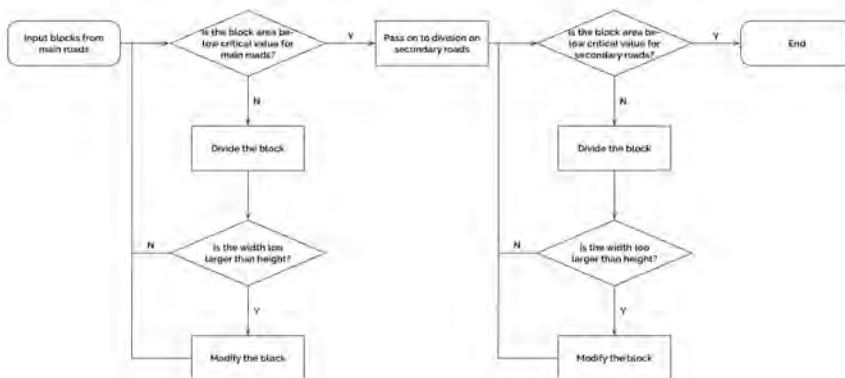 Input blocks from
main roads
Is the block area be-
low critical value for
main roads?
Y
Pass on to division on
secondary roads
Is the block area be-
low critical value for
secondary roads?
Y
End
N
N
Divide the block
Divide the block
N
Is the width too
larger than height?
N
Is the width too
larger than height?
Y
Y
Modify the block
Modify the block